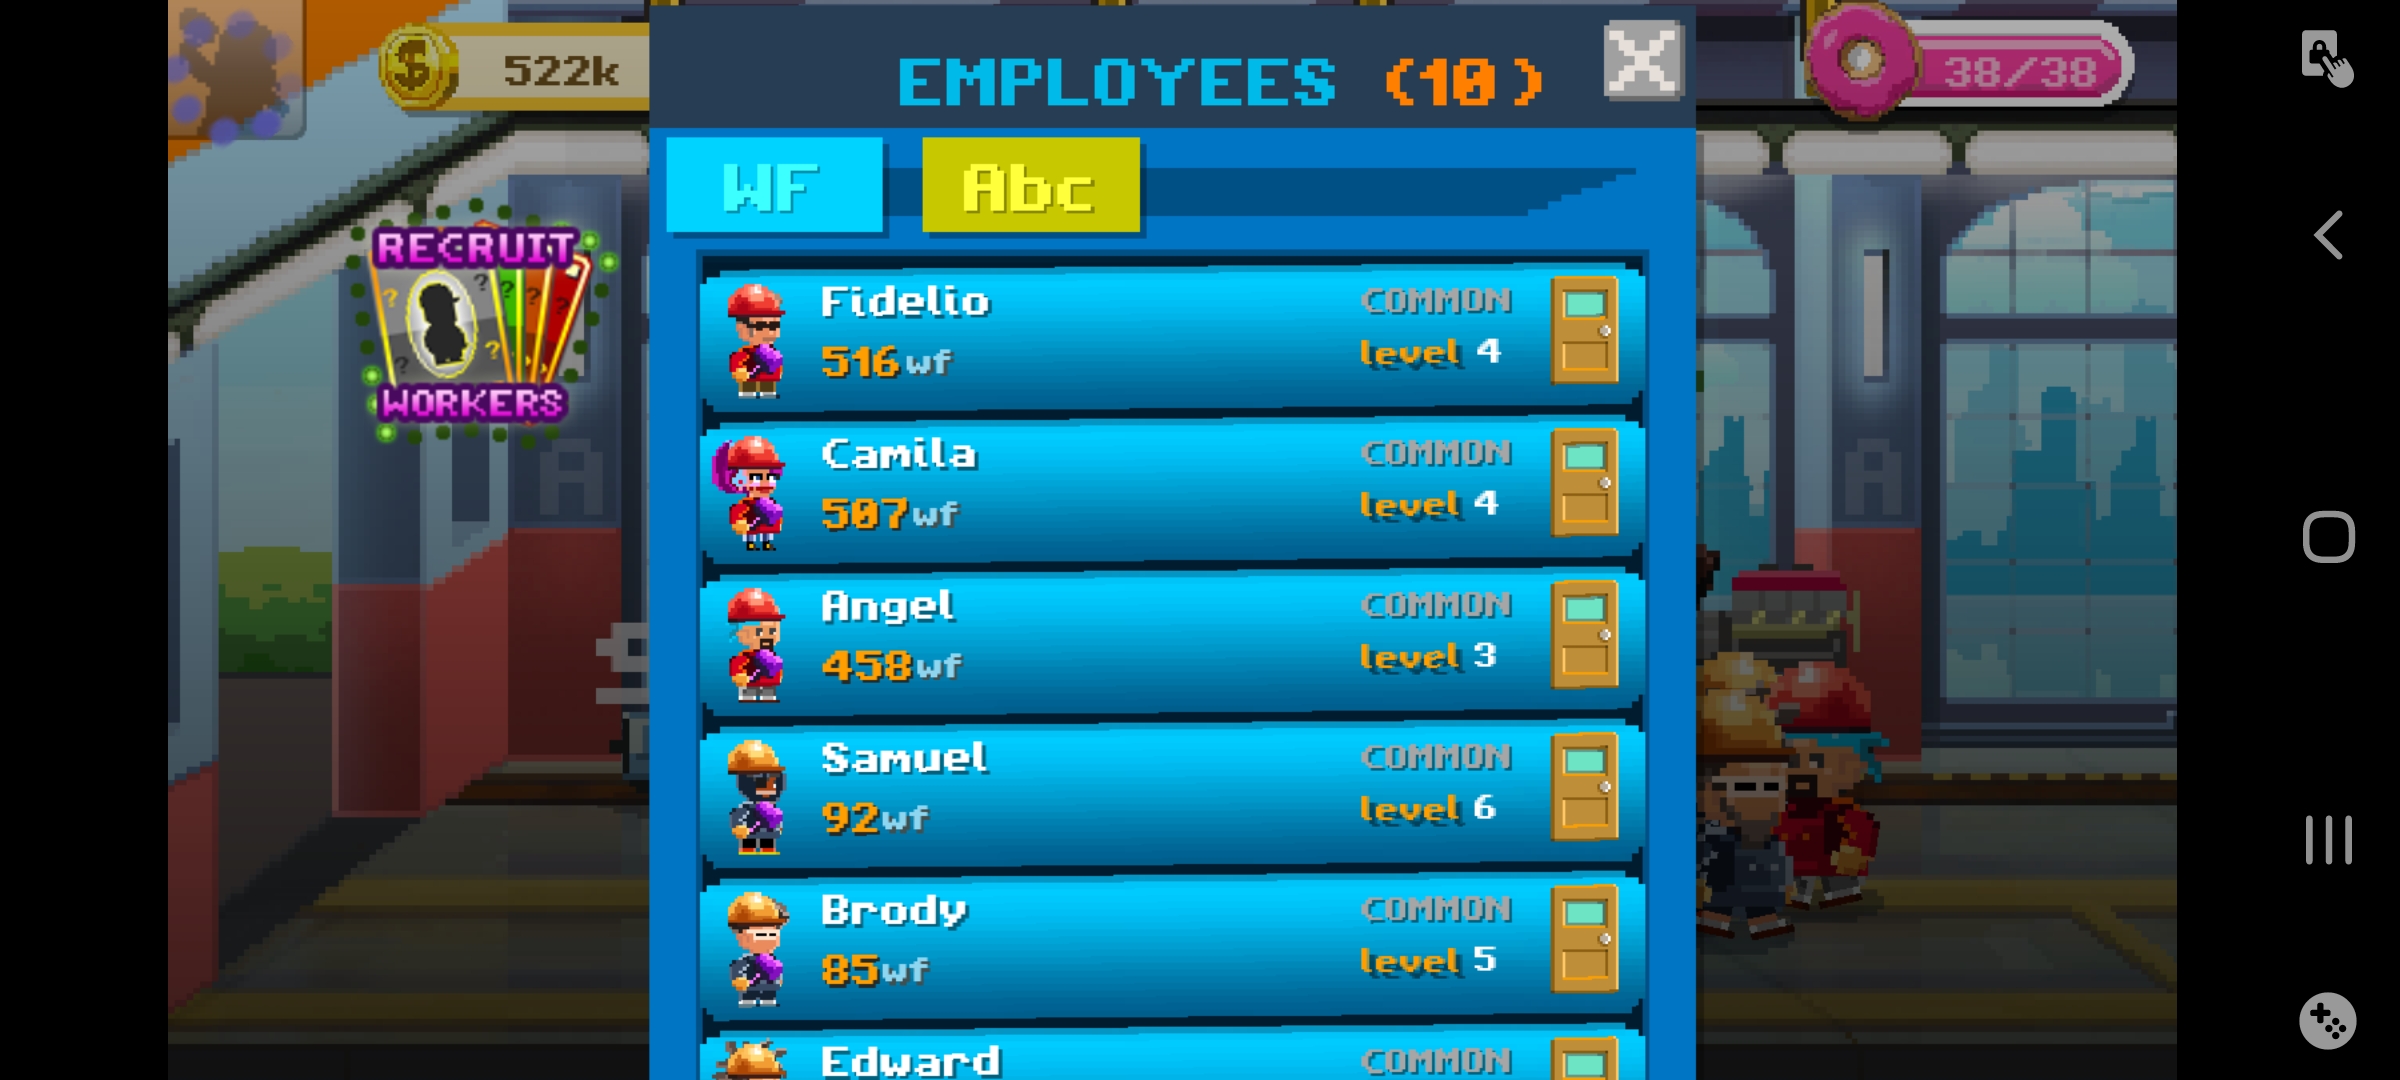 522k
EMPLOYEES (10)
38/38
WF
Abc
RECRUIT
WORKERS
Fidelio
COMMON
516wf
level 4
Camila
COMMON
507wf
level 4
Angel
COMMON
458wf
level 3
Samuel
COMMON
92wf
level 6
Brody
COMMON
85wf
level 5
Edward
COMMON
A
A